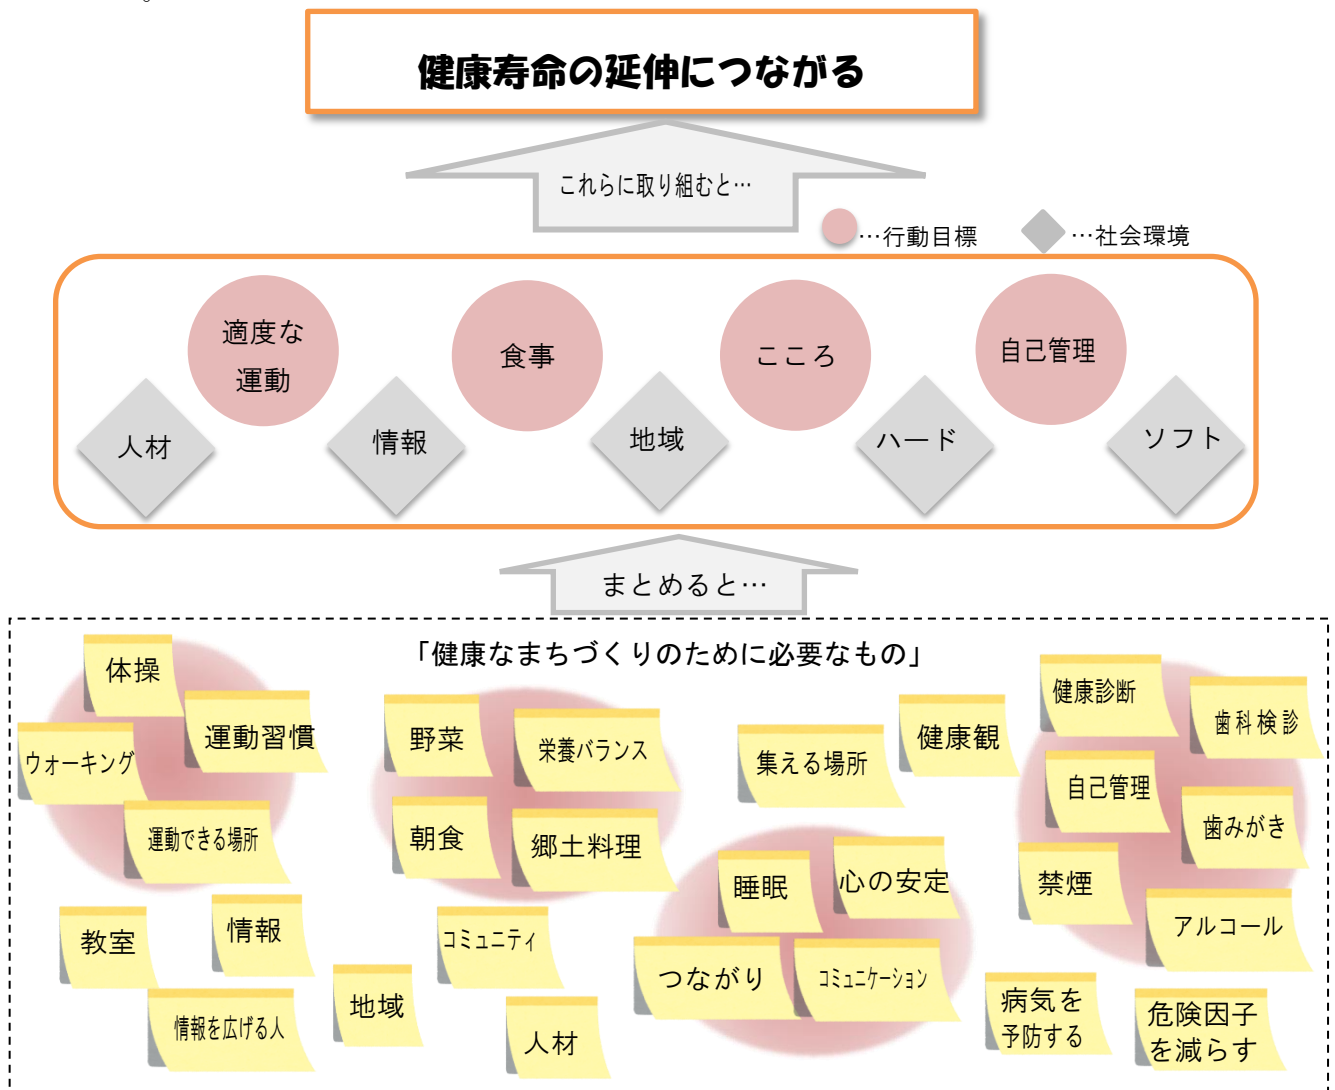 。
健康寿命の延伸につながる
これらに取り組むと…
…行動目標
…社会環境
適度な
運動
食事
こころ
自己管理
人材
情報
地域
ハード
ソフト
まとめると…
「健康なまちづくりのために必要なもの」
体操
運動習慣
ウォーキング
運動できる場所
野菜
栄養バランス
朝食
郷土料理
集える場所
健康観
健康診断
歯科検診
自己管理
歯みがき
禁煙
アルコール
睡眠
心の安定
つながり
コミュニケーション
教室
情報
情報を広げる人
地域
コミュニティ
人材
病気を
予防する
危険因子
を減らす